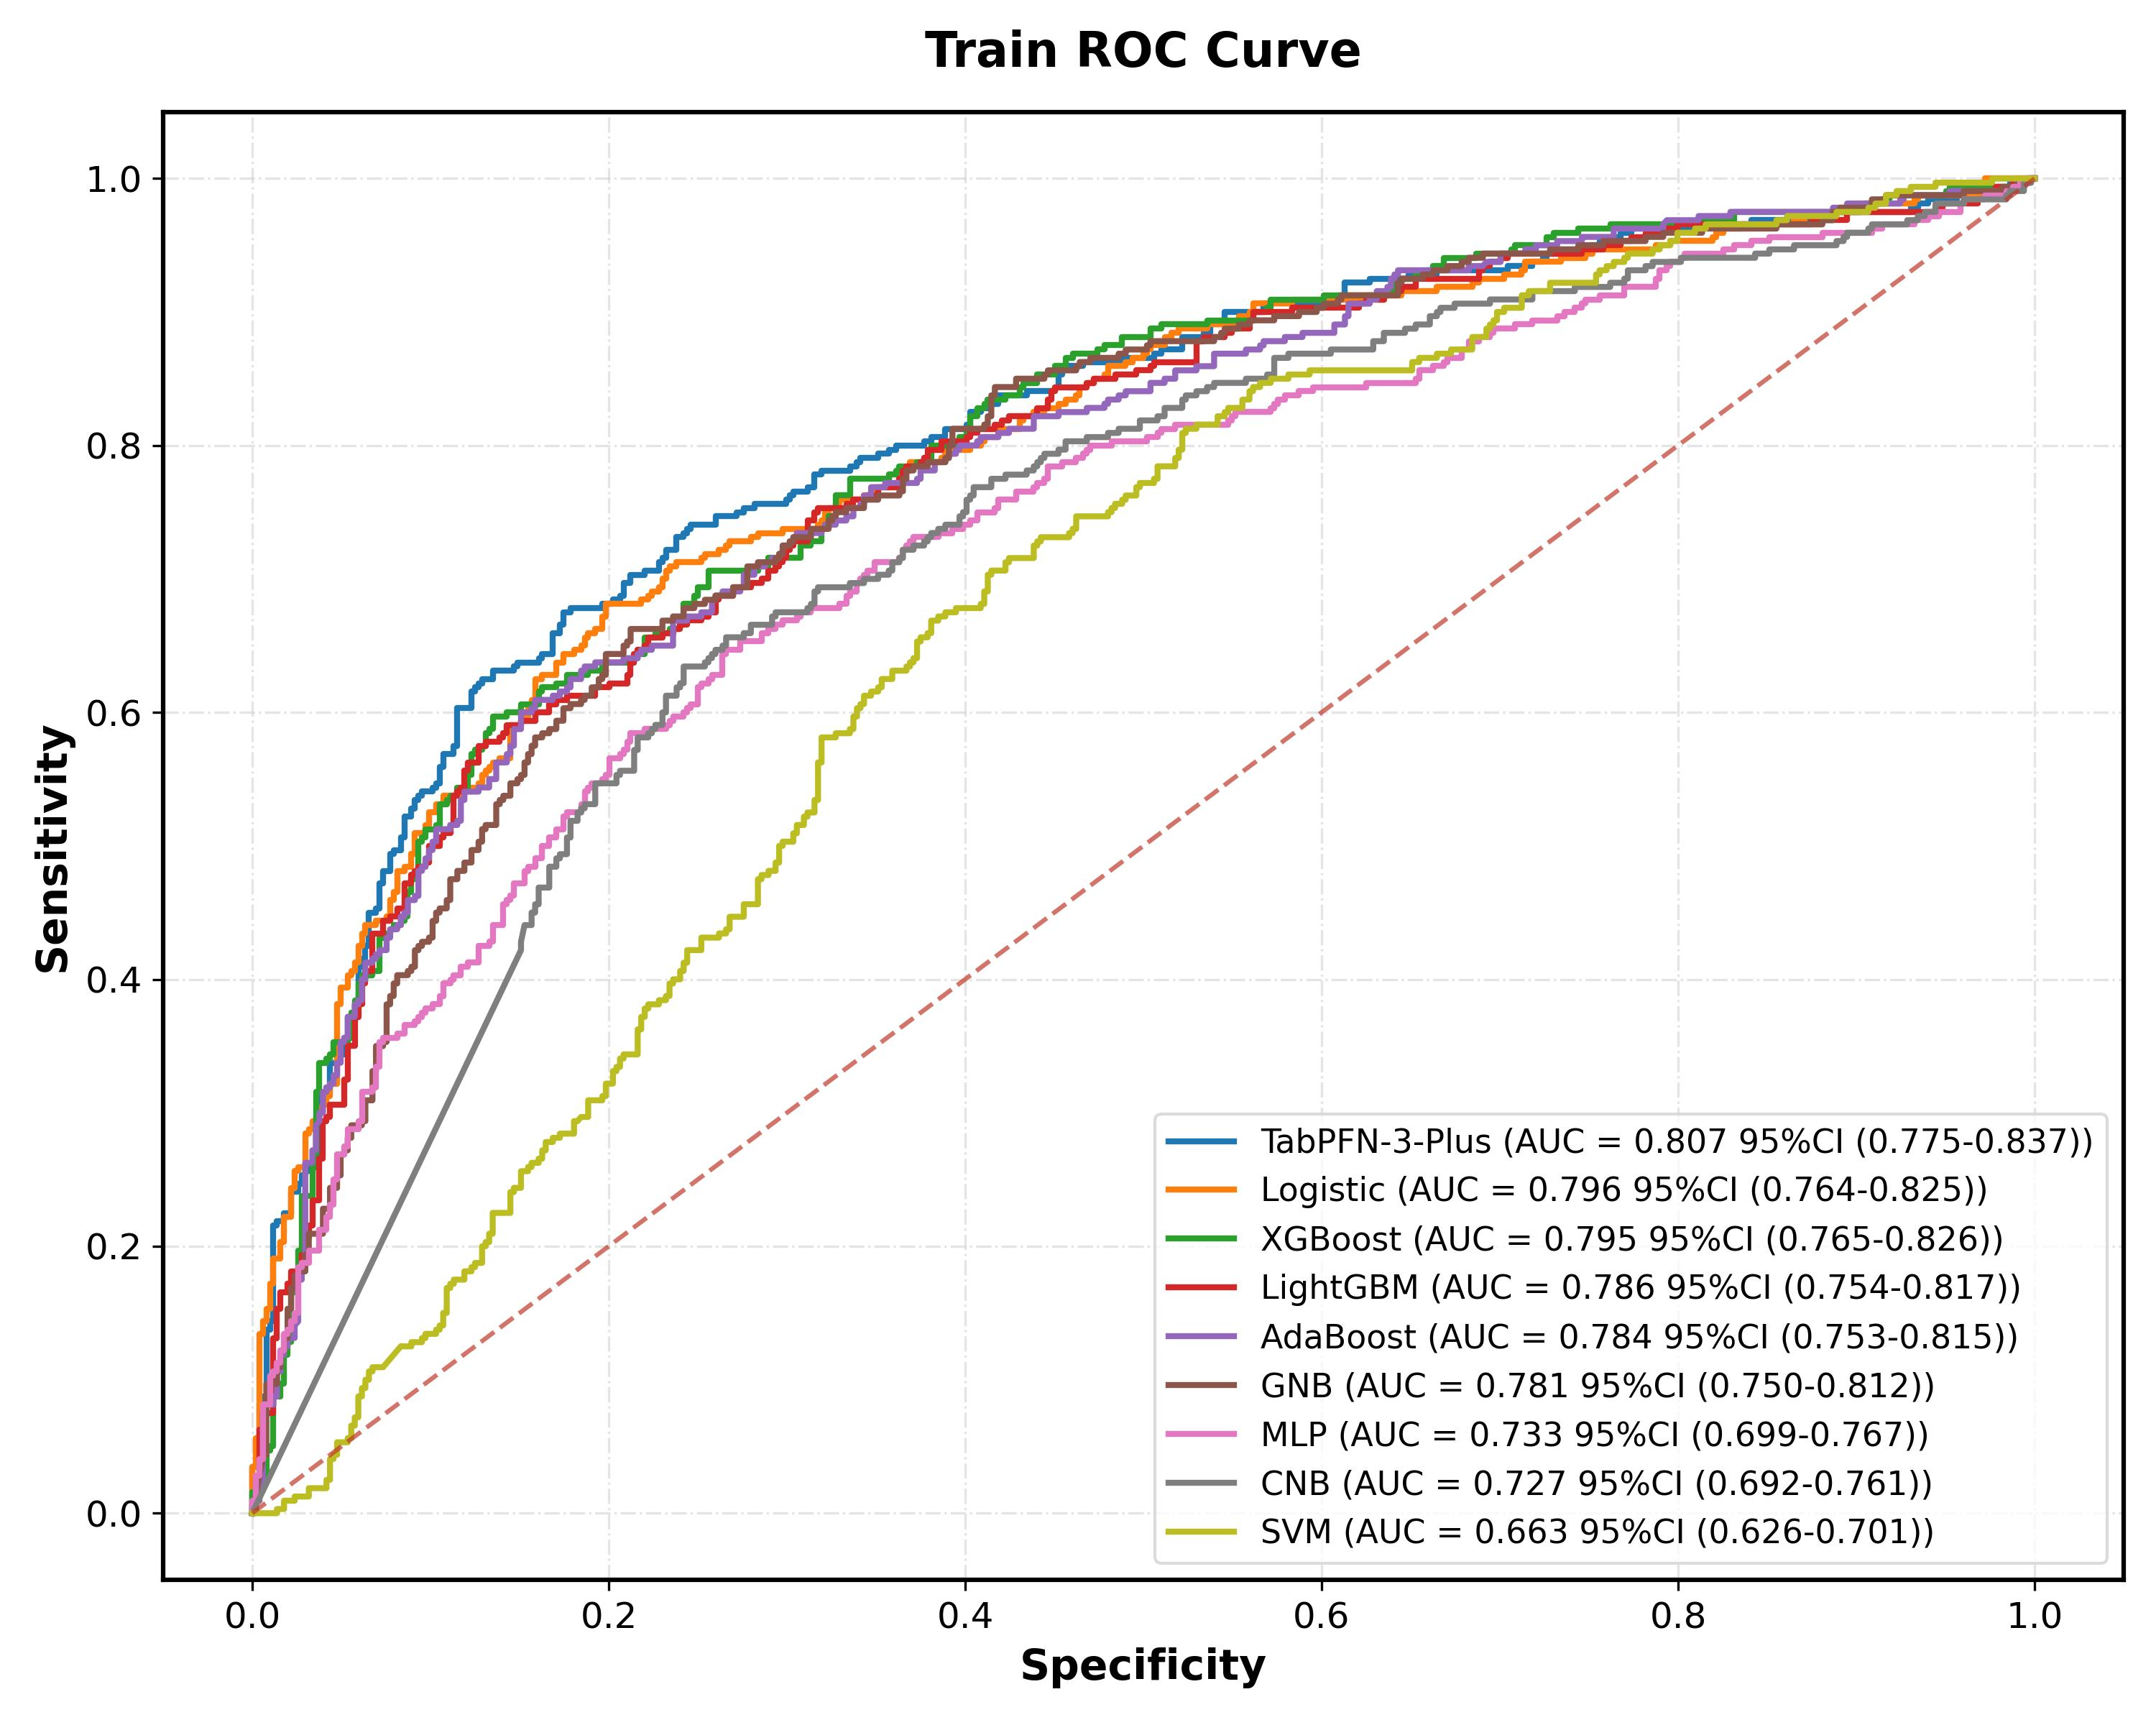 Train ROC Curve
Sensitivity
1.0
0.8
0.6
0.4
0.2
0.0
TabPFN-3-Plus (AUC = 0.807 95%CI (0.775-0.837))
Logistic (AUC = 0.796 95%CI (0.764-0.825))
XGBoost (AUC = 0.795 95%CI (0.765-0.826))
LightGBM (AUC = 0.786 95%CI (0.754-0.817))
AdaBoost (AUC = 0.784 95%CI (0.753-0.815))
GNB (AUC = 0.781 95%CI (0.750-0.812))
MLP (AUC = 0.733 95%CI (0.699-0.767))
CNB (AUC = 0.727 95%CI (0.692-0.761))
SVM (AUC = 0.663 95%CI (0.626-0.701))
0.0 0.2 0.4 0.6 0.8 1.0
Specificity